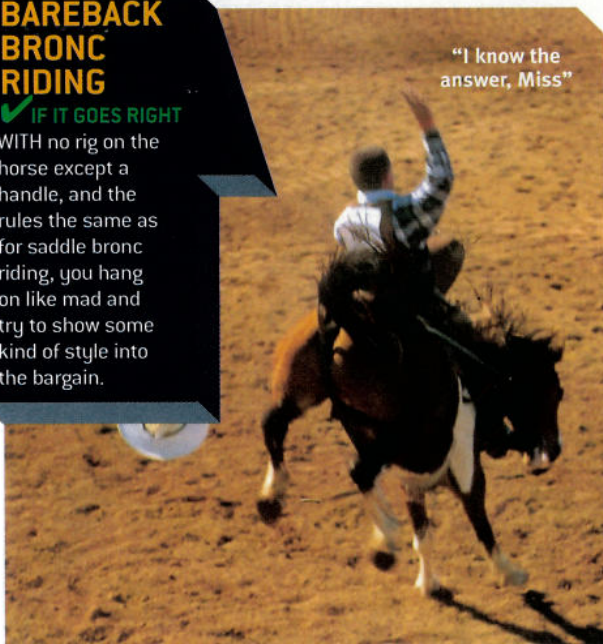 BAREBACK
BRONC
RIDING
IF IT GOES RIGHT
WITH no rig on the
horse except a
handle, and the
rules the same as
for saddle bronc
riding, you hang
on like mad and
try to show some
kind of style into
the bargain.
“I know the
answer, Miss”